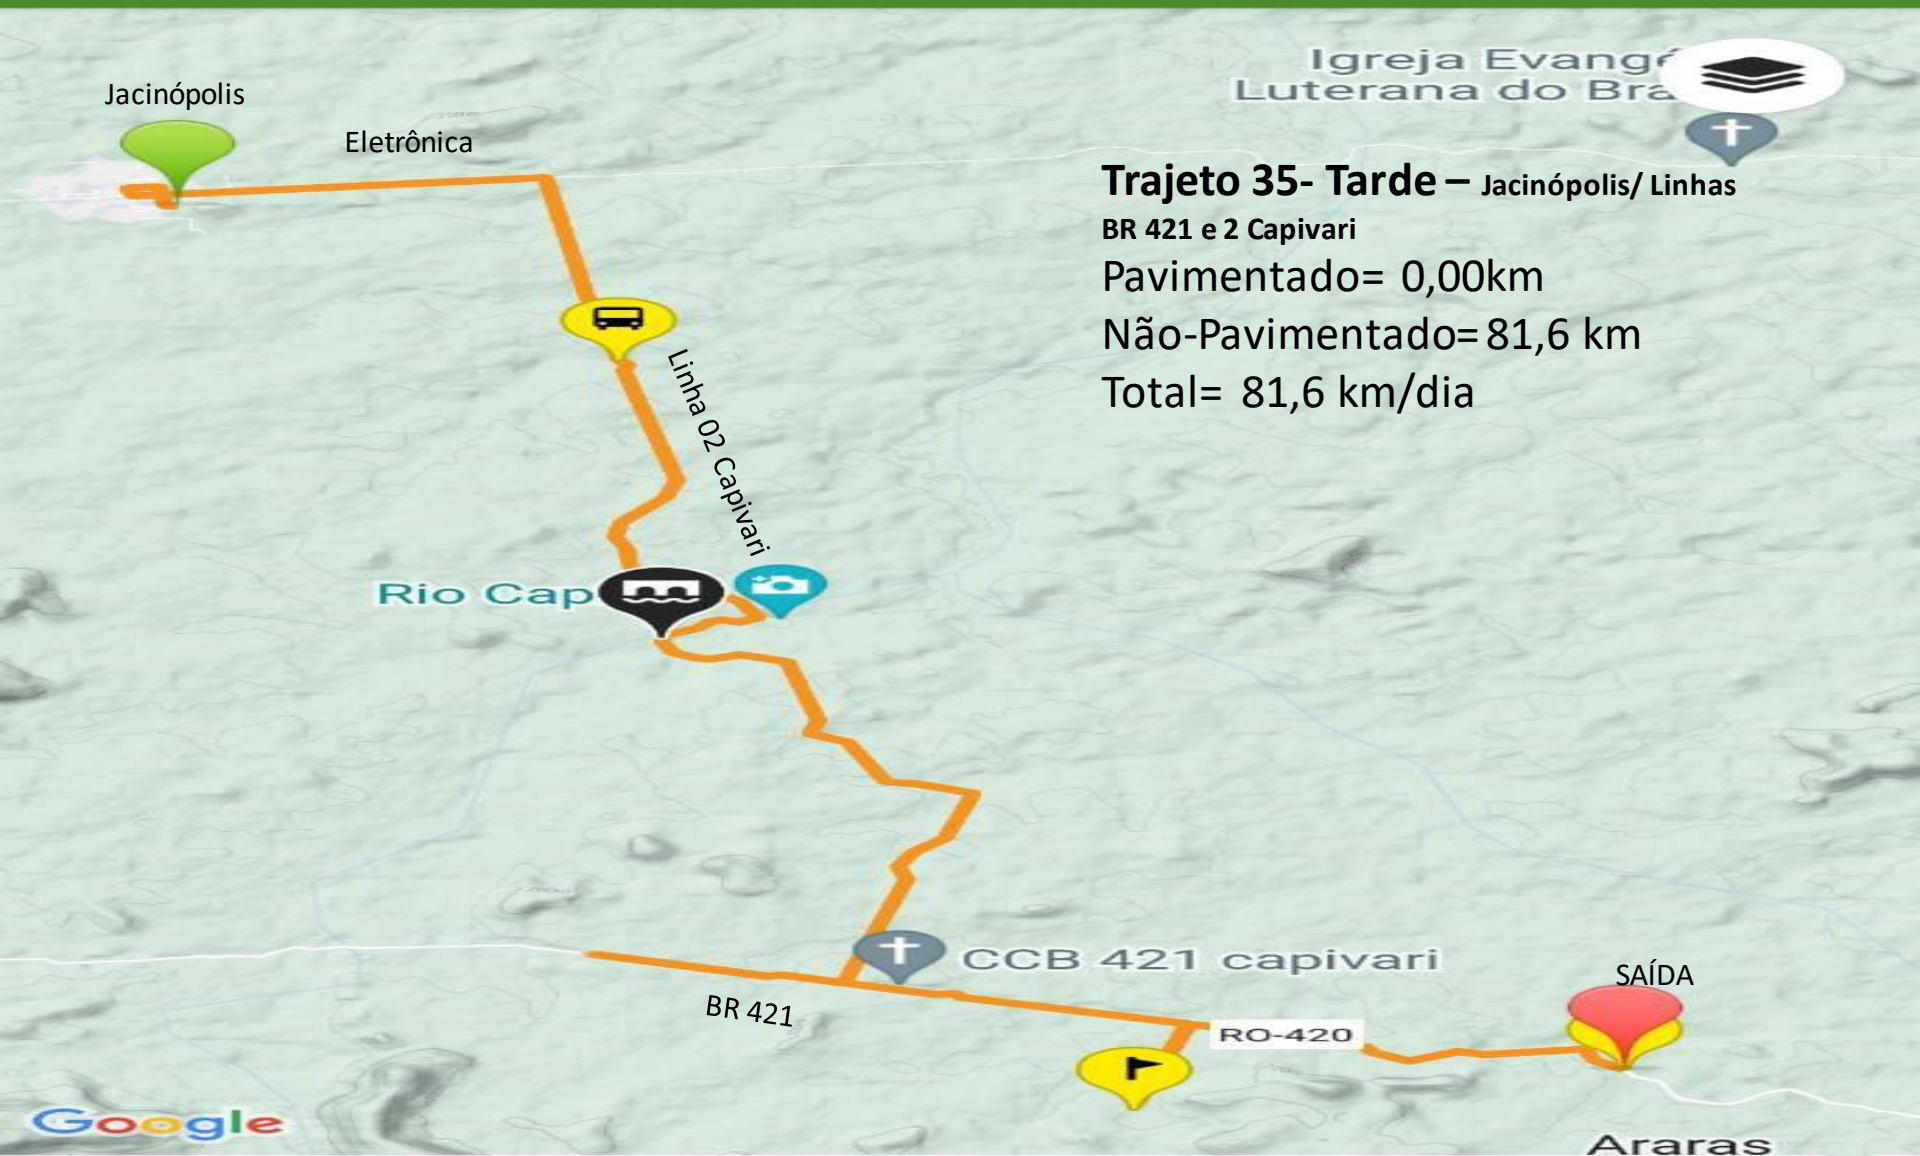 Igreja Evangé
Luterana do Bra
Jacinópolis
Eletrônica
Trajeto 35- Tarde – Jacinópolis/ Linhas
BR 421 e 2 Capivari
Pavimentado= 0,00km
Não-Pavimentado= 81,6 km
Total= 81,6 km/dia
Linha 02 Capivari
Rio Cap
CCB 421 capivari
SAÍDA
BR 421
RO-420
Google
Araras